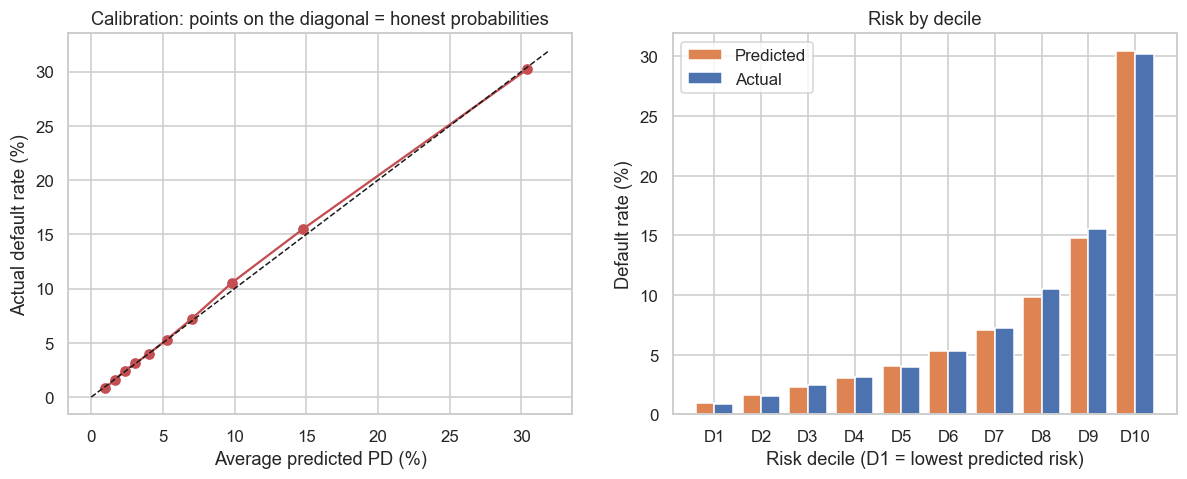 Calibration: points on the diagonal = honest probabilities
Actual default rate (%)
30
25
20
15
10
5
0
0 5 10 15 20 25 30
Average predicted PD (%)
Risk by decile
Predicted
Actual
Default rate (%)
30
25
20
15
10
5
0
D1 D2 D3 D4 D5 D6 D7 D8 D9 D10
Risk decile (D1 = lowest predicted risk)